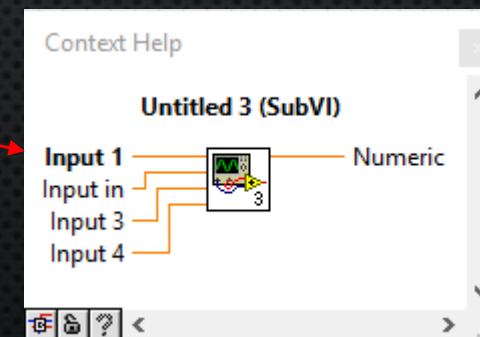 Context Help
Untitled 3 (SubVI)
Input 1 Numeric
Input in
Input 3
Input 4
3
?